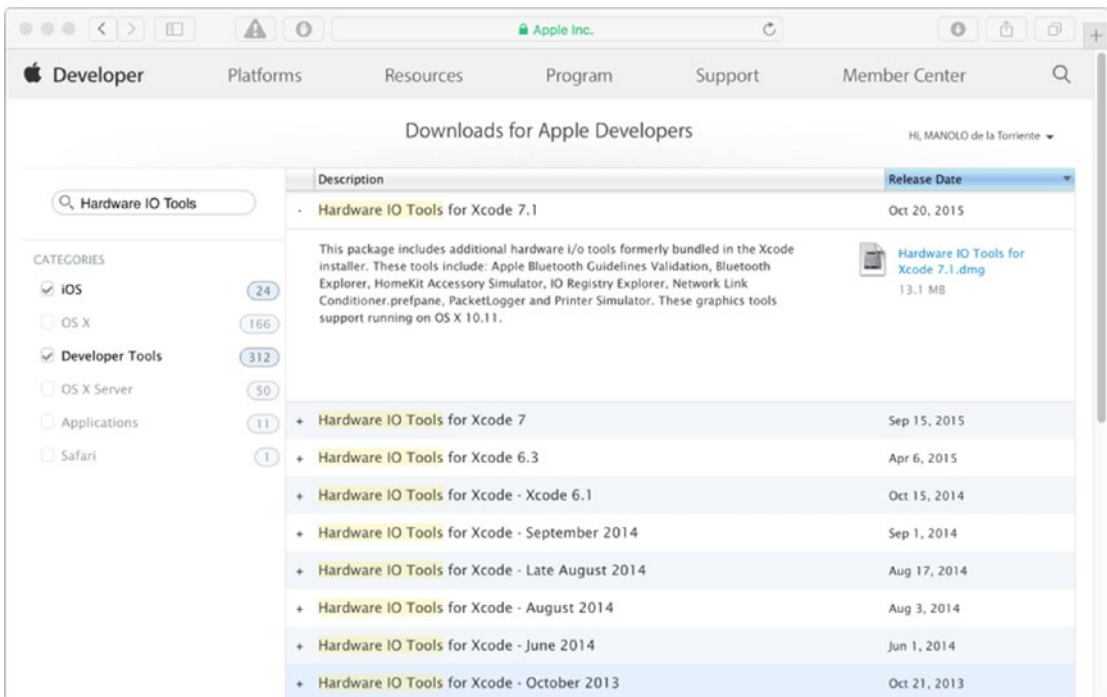 Apple Inc.
Developer Platforms Resources Program Support Member Center
Downloads for Apple Developers
Hi, MANOLO de la Torriente
Hardware IO Tools
CATEGORIES
iOS 24
OS X 166
Developer Tools 312
OS X Server 50
Applications 11
Safari 1
Description Release Date
- Hardware IO Tools for Xcode 7.1 Oct 20, 2015
This package includes additional hardware i/o tools formerly bundled in the Xcode
installer. These tools include: Apple Bluetooth Guidelines Validation, Bluetooth
Explorer, HomeKit Accessory Simulator, IO Registry Explorer, Network Link
Conditioner.prefpane, PacketLogger and Printer Simulator. These graphics tools
support running on OS X 10.11.
Hardware IO Tools for
Xcode 7.1.dmg
13.1 MB
+ Hardware IO Tools for Xcode 7 Sep 15, 2015
+ Hardware IO Tools for Xcode 6.3 Apr 6, 2015
+ Hardware IO Tools for Xcode - Xcode 6.1 Oct 15, 2014
+ Hardware IO Tools for Xcode - September 2014 Sep 1, 2014
+ Hardware IO Tools for Xcode - Late August 2014 Aug 17, 2014
+ Hardware IO Tools for Xcode - August 2014 Aug 3, 2014
+ Hardware IO Tools for Xcode - June 2014 Jun 1, 2014
+ Hardware IO Tools for Xcode - October 2013 Oct 21, 2013